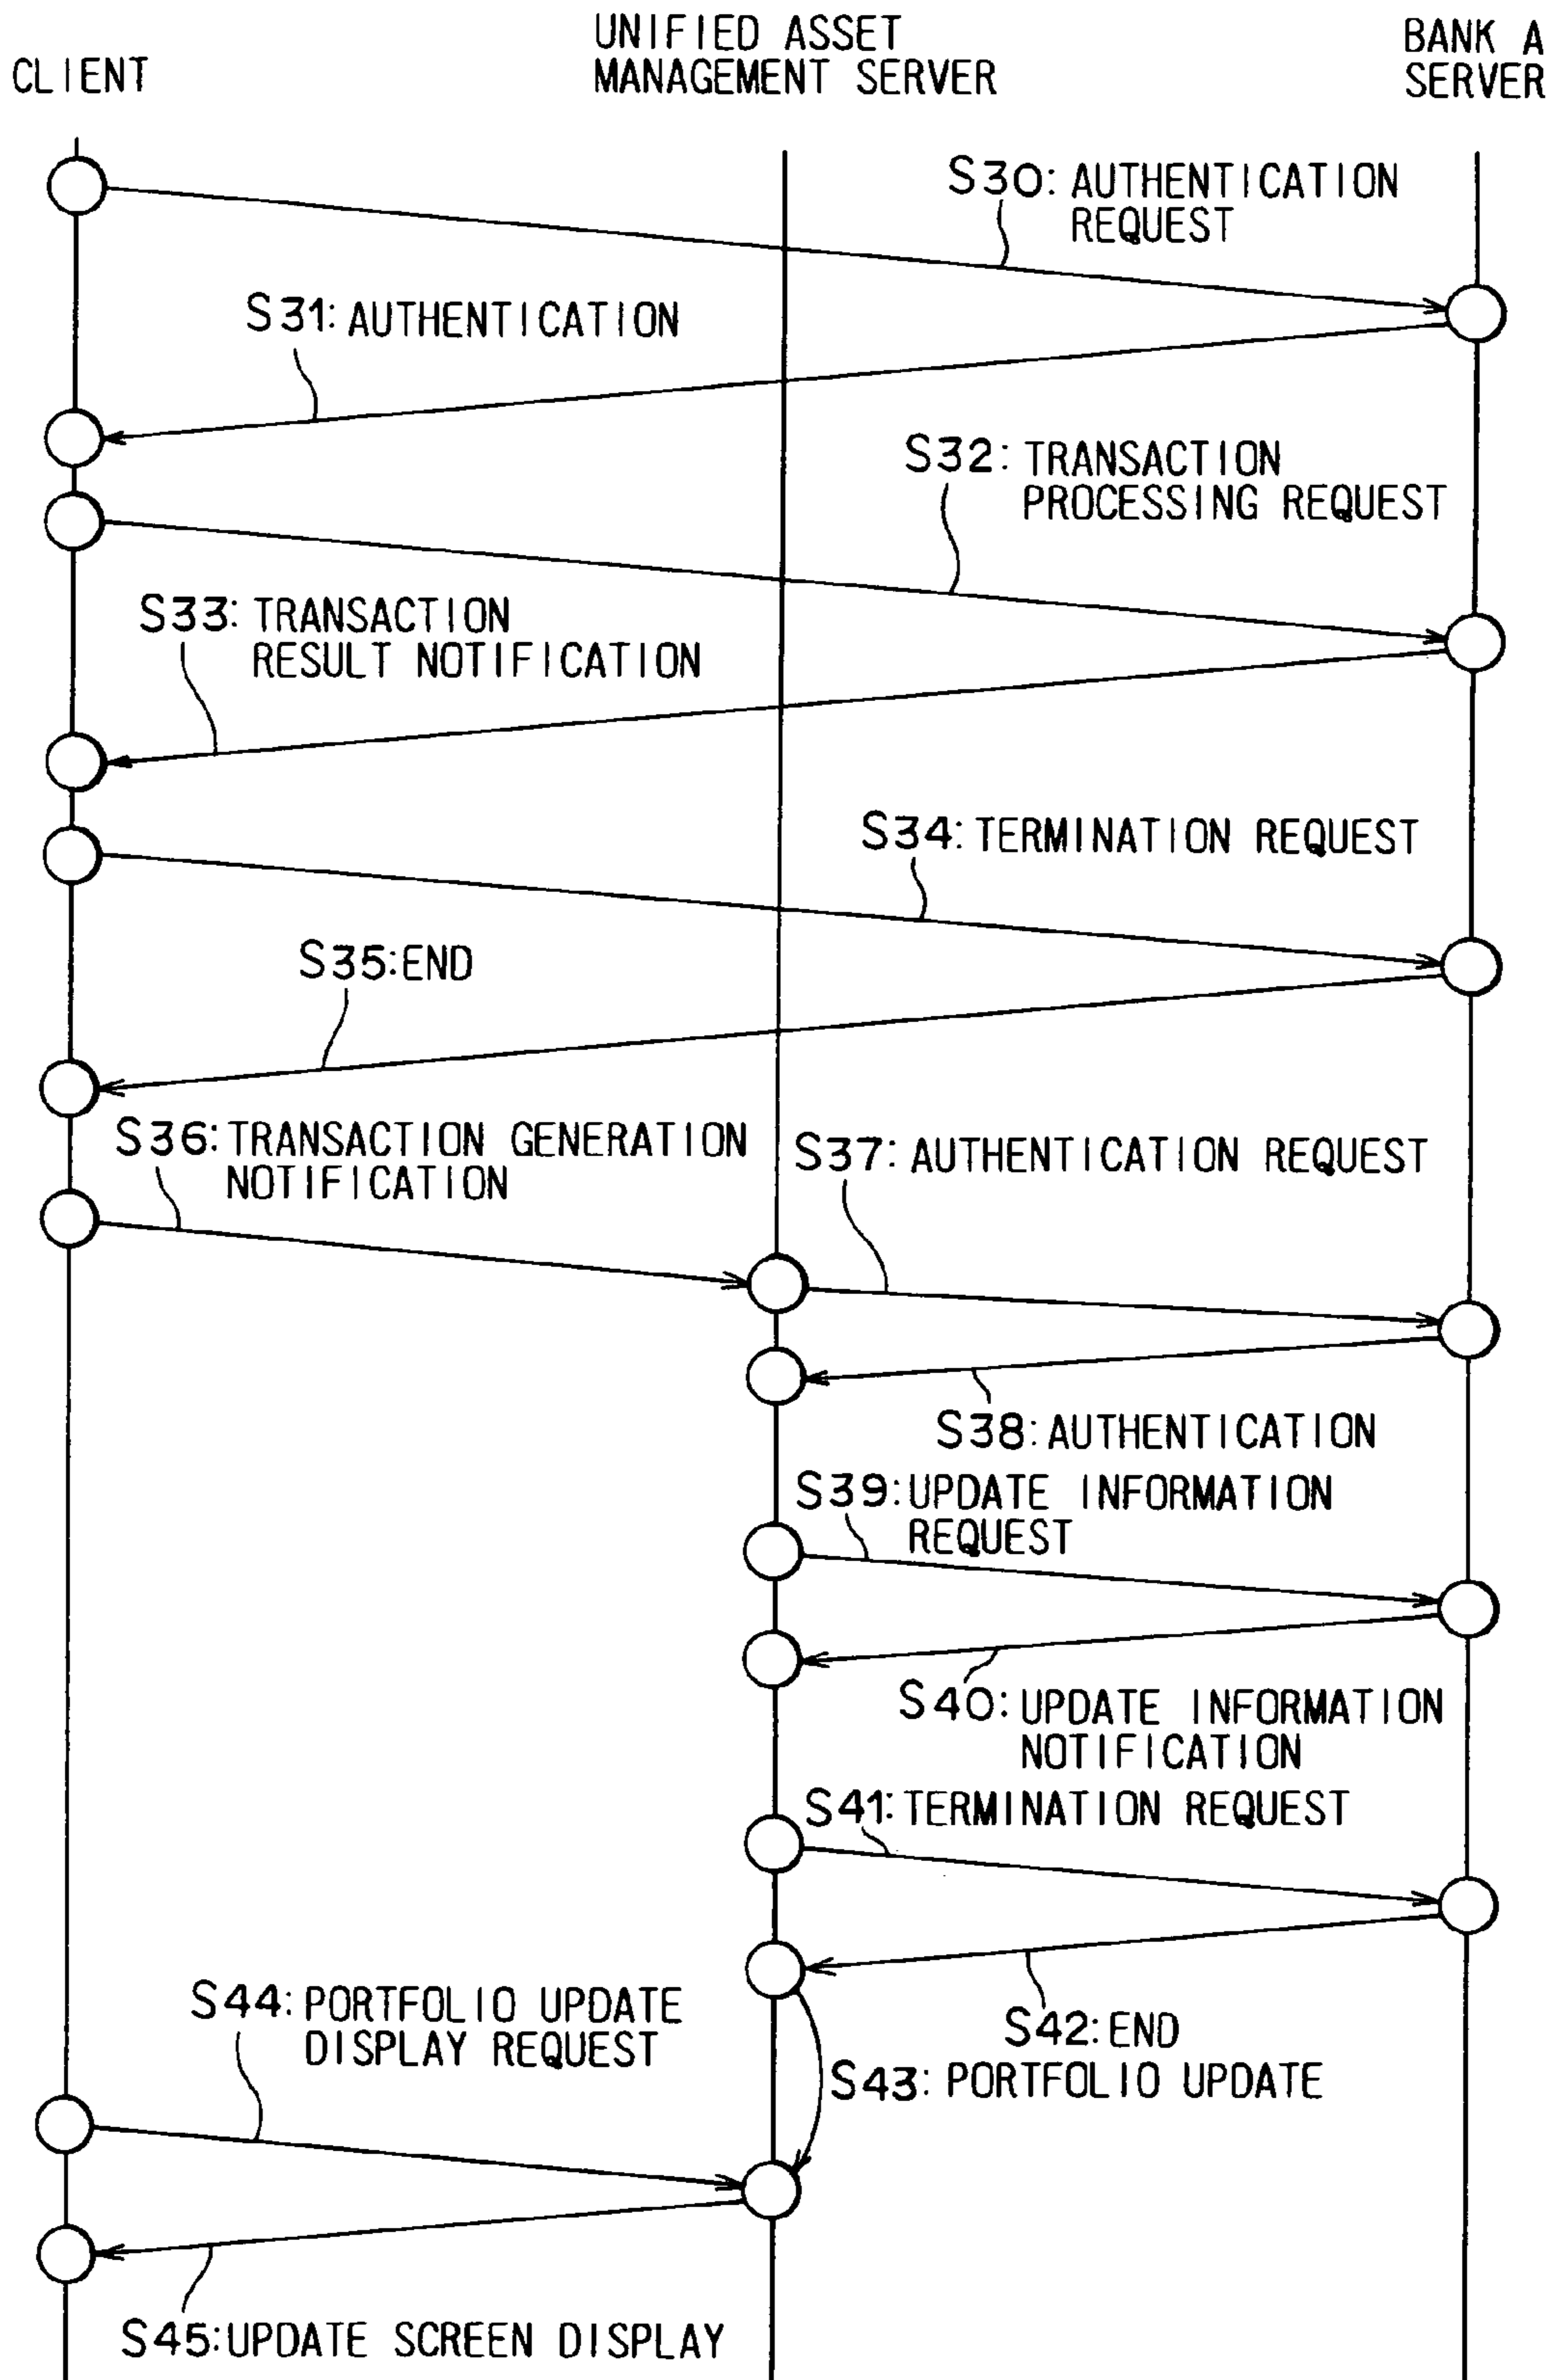 CLIENT
UNIFIED ASSET
MANAGEMENT SERVER
BANK A
SERVER
S30: AUTHENTICATION
REQUEST
S31: AUTHENTICATION
S32: TRANSACTION
PROCESSING REQUEST
S33: TRANSACTION
RESULT NOTIFICATION
S34: TERMINATION REQUEST
S35: END
S36: TRANSACTION GENERATION
NOTIFICATION
S37: AUTHENTICATION REQUEST
S38: AUTHENTICATION
S39: UPDATE INFORMATION
REQUEST
S40: UPDATE INFORMATION
NOTIFICATION
S41: TERMINATION REQUEST
S42: END
S43: PORTFOLIO UPDATE
S44: PORTFOLIO UPDATE
DISPLAY REQUEST
S45: UPDATE SCREEN DISPLAY